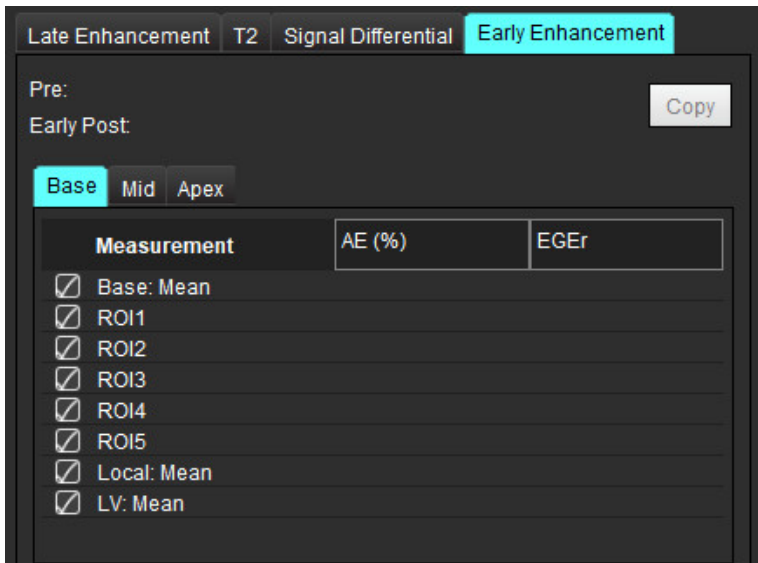 Late Enhancement T2 Signal Differential Early Enhancement
Pre:
Copy
Early Post:
Base Mid Apex
Measurement AE (%) EGEr
Base: Mean
ROI1
ROI2
ROI3
ROI4
ROI5
Local: Mean
LV: Mean